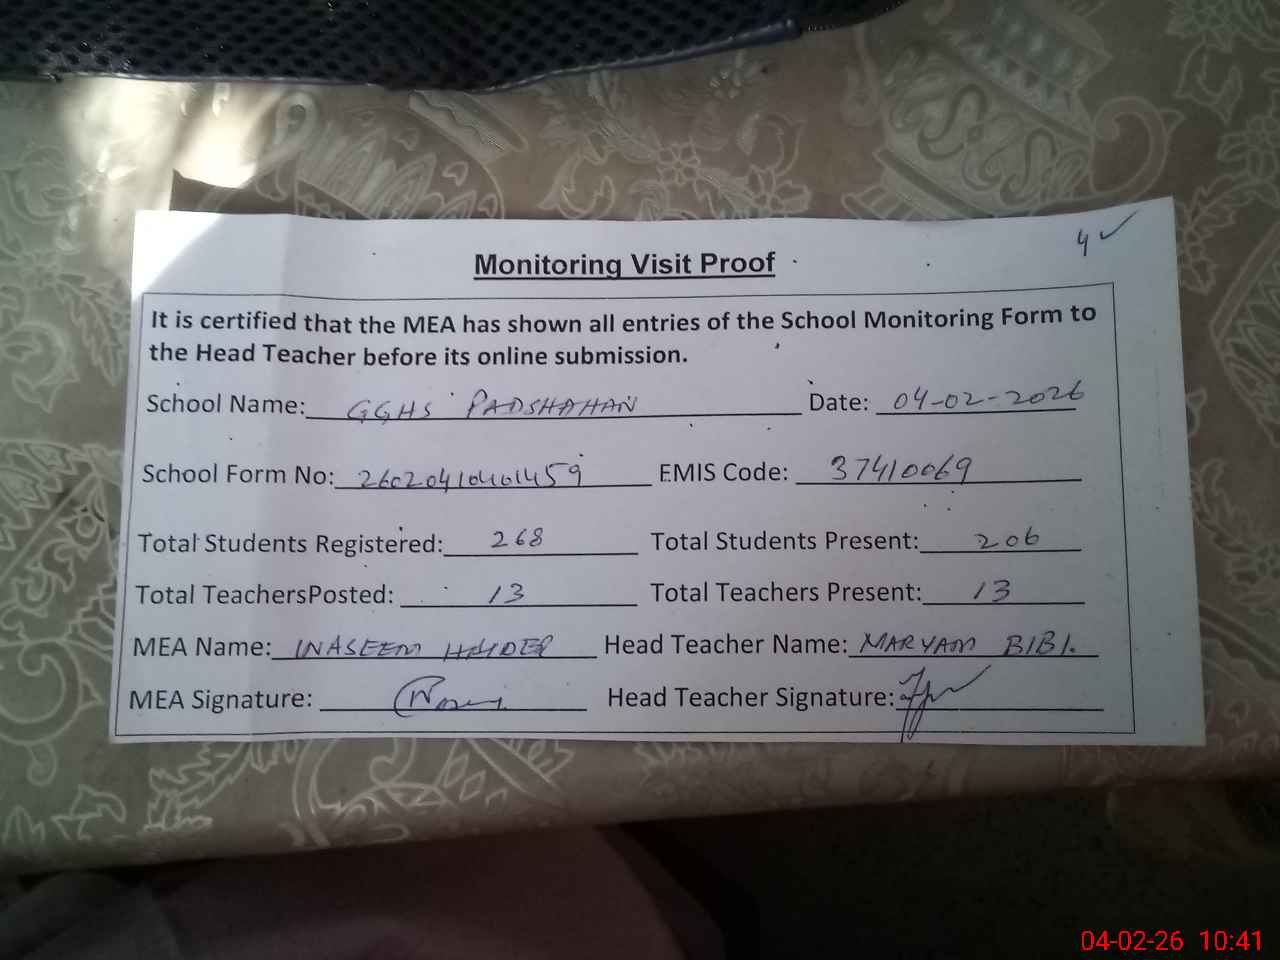 4 ✓
Monitoring Visit Proof
It is certified that the MEA has shown all entries of the School Monitoring Form to
the Head Teacher before its online submission.
School Name: GGHS PADSHAHAN Date: 04-02-2026
School Form No: 26020410401459 EMIS Code: 37410069
Total Students Registered: 268 Total Students Present: 206
Total TeachersPosted: 13 Total Teachers Present: 13
MEA Name: WASEEM HAIDER Head Teacher Name: MARYAM BIBI.
MEA Signature: Head Teacher Signature:
04-02-26 10:41